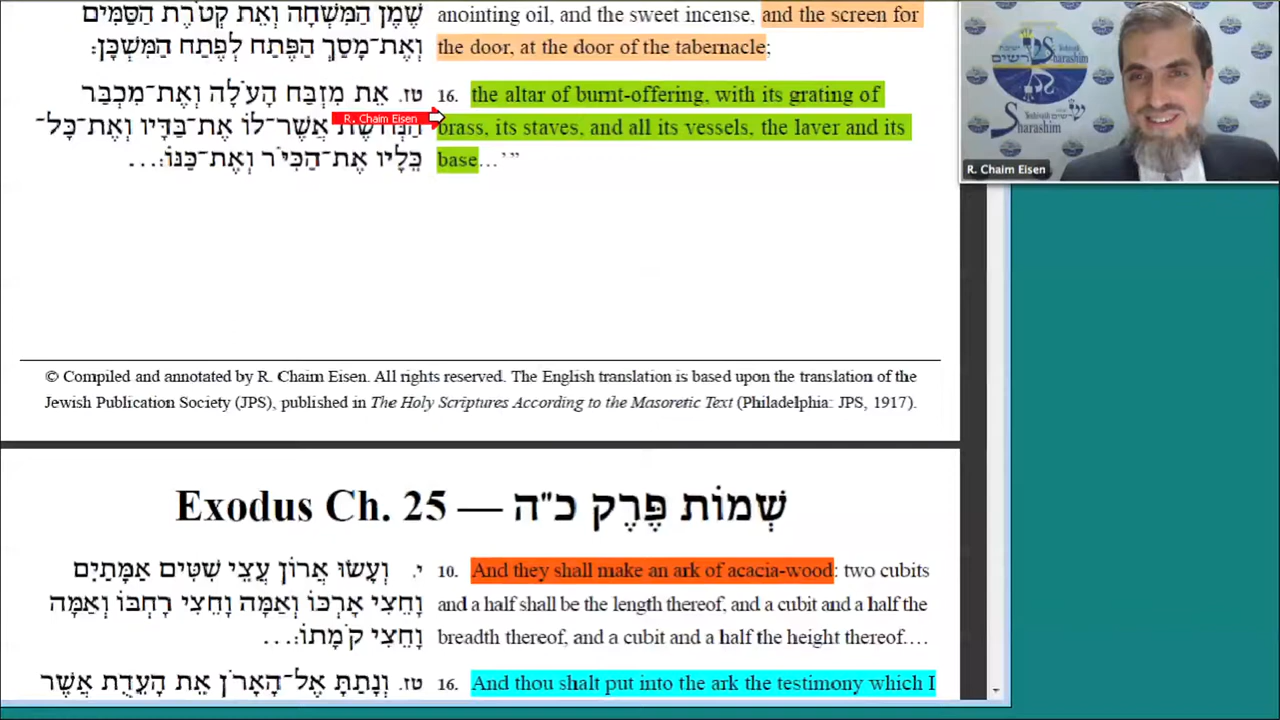 שֶׁמֶן הַמִּשְׁחָה וְאֵת קְטֹרֶת הַסַּמִּים
וְאֶת־מָסַךְ הַפֶּתַח לְפֶתַח הַמִּשְׁכָּן׃
anointing oil, and the sweet incense, and the screen for
the door, at the door of the tabernacle;
טז. אֵת מִזְבַּח הָעֹלָה וְאֶת־מִכְבַּר
אֲשֶׁר־לוֹ אֶת־בַּדָּיו וְאֶת־כָּל־
כֵּלָיו אֶת־הַכִּיֹּר וְאֶת־כַּנּוֹ׃...
R. Chaim Eisen
16. the altar of burnt-offering, with its grating of
brass, its staves, and all its vessels, the laver and its
base…’”
© Compiled and annotated by R. Chaim Eisen. All rights reserved. The English translation is based upon the translation of the
Jewish Publication Society (JPS), published in The Holy Scriptures According to the Masoretic Text (Philadelphia: JPS, 1917).
Exodus Ch. 25 — שְׁמוֹת פֶּרֶק כ״ה
י. וְעָשׂוּ אֲרוֹן עֲצֵי שִׁטִּים אַמָּתַיִם
וָחֵצִי אָרְכּוֹ וְאַמָּה וָחֵצִי רָחְבּוֹ וְאַמָּה
וָחֵצִי קֹמָתוֹ׃...
10. And they shall make an ark of acacia-wood: two cubits
and a half shall be the length thereof, and a cubit and a half the
breadth thereof, and a cubit and a half the height thereof.…
טז. וְנָתַתָּ אֶל־הָאָרֹן אֵת הָעֵדֻת אֲשֶׁר
16. And thou shalt put into the ark the testimony which I
שרשים
Yeshivath
Sharashim
R. Chaim Eisen